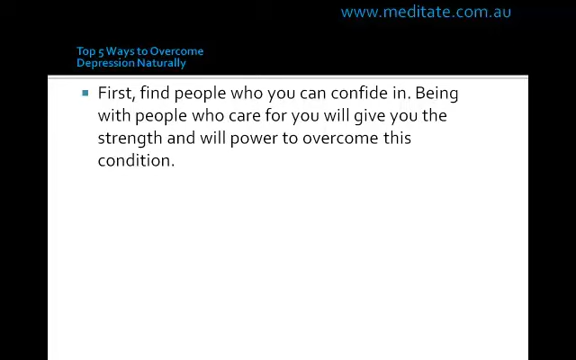 www.meditate.com.au
Top 5 Ways to Overcome
Depression Naturally
First, find people who you can confide in. Being
with people who care for you will give you the
strength and will power to overcome this
condition.